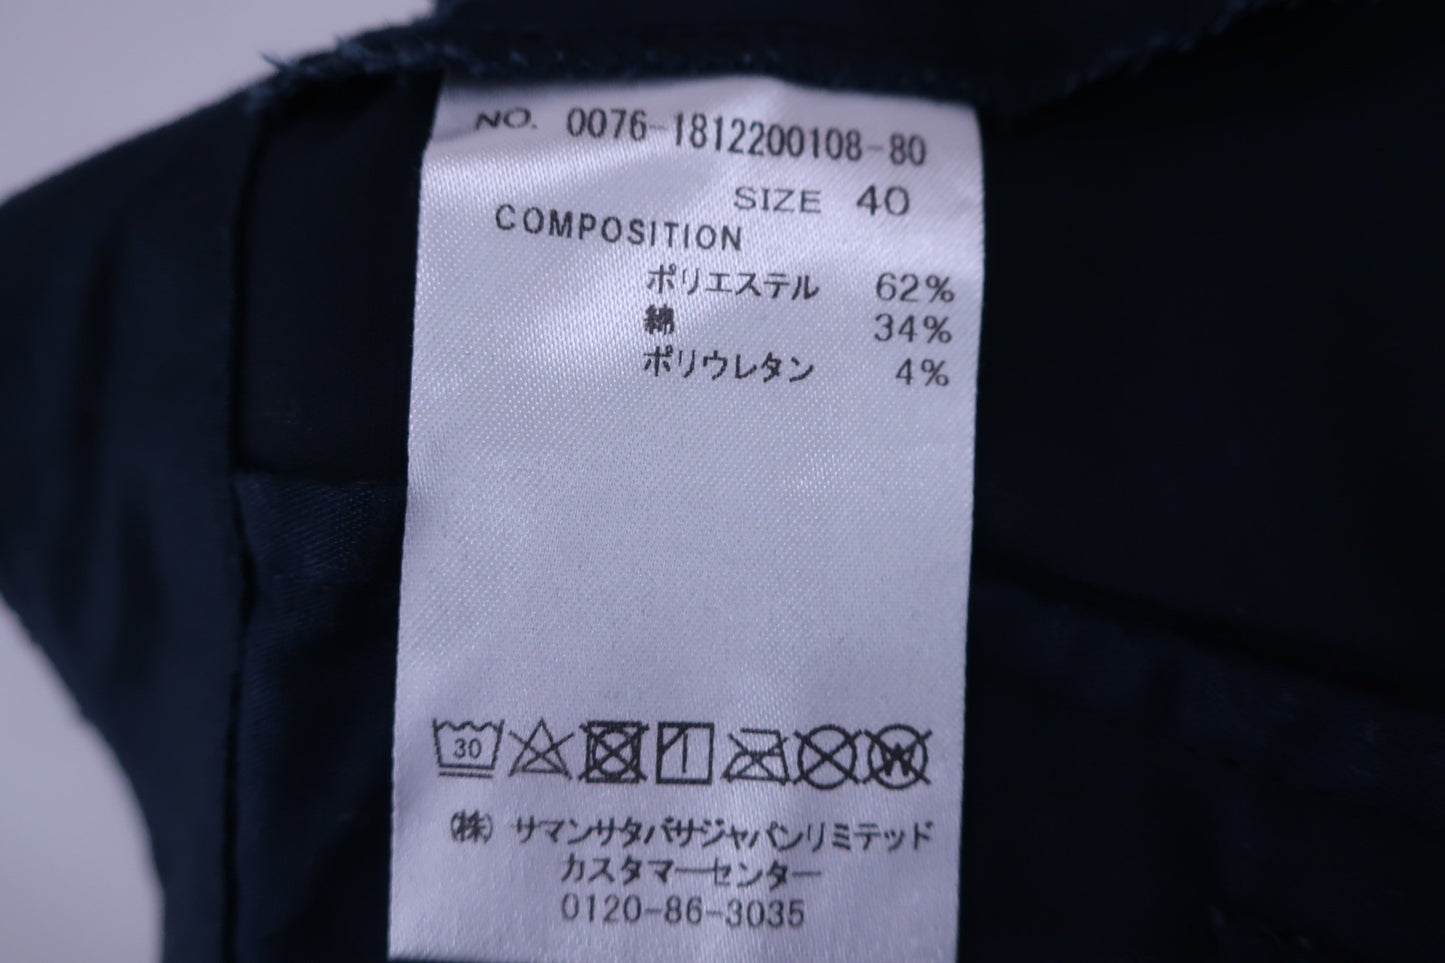 NO. 0076-1812200108-80
SIZE 40
COMPOSITION
ポリエステル 62%
綿 34%
ポリウレタン 4%
30
W
(株) サマンサタバサジャパンリミテッド
カスタマーセンター
0120-86-3035